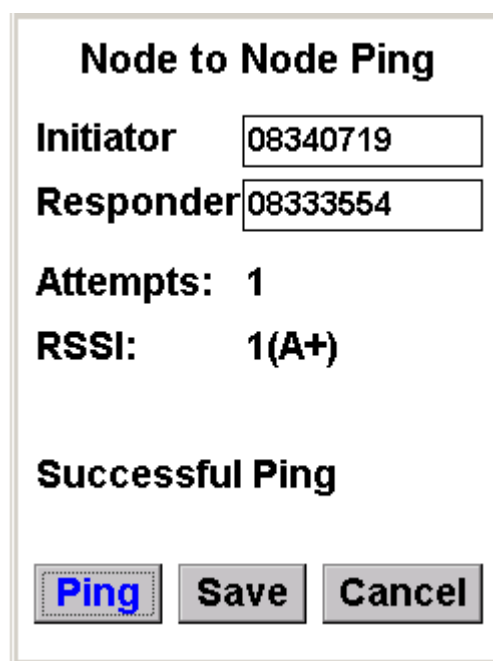 Node to Node Ping
Initiator 08340719
Responder 08333554
Attempts: 1
RSSI: 1(A+)
Successful Ping
Ping Save Cancel